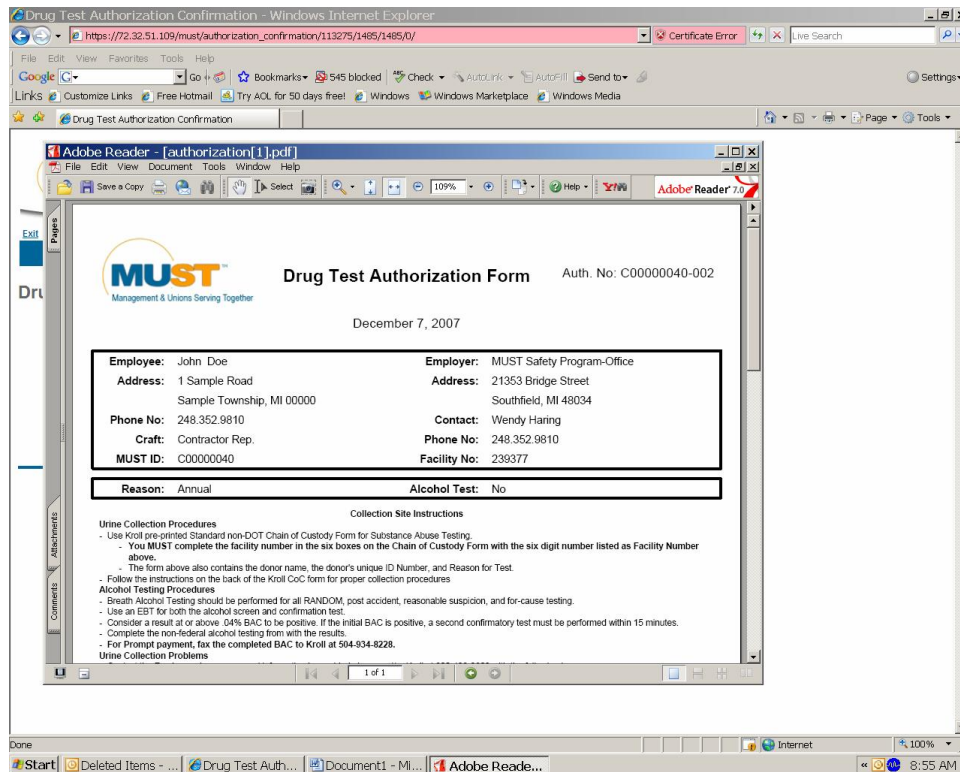 Drug Test Authorization Confirmation - Windows Internet Explorer
https://72.32.51.109/must/authorization_confirmation/113275/1485/1485/0/ Certificate Error Live Search
File Edit View Favorites Tools Help
Google G Go Bookmarks 545 blocked Check AutoLink AutoFill Send to Settings
Links Customize Links Free Hotmail Try AOL for 50 days free! Windows Windows Marketplace Windows Media
Drug Test Authorization Confirmation Page Tools
Adobe Reader - [authorization[1].pdf]
File Edit View Document Tools Window Help
Save a Copy Select 109% Help Y! Adobe Reader 7.0
Exit
Pages
Dru
MUST™
Management & Unions Serving Together
Drug Test Authorization Form Auth. No: C00000040-002
December 7, 2007
Employee: John Doe Employer: MUST Safety Program-Office
Address: 1 Sample Road Address: 21353 Bridge Street
Sample Township, MI 00000 Southfield, MI 48034
Phone No: 248.352.9810 Contact: Wendy Haring
Craft: Contractor Rep. Phone No: 248.352.9810
MUST ID: C00000040 Facility No: 239377
Reason: Annual Alcohol Test: No
Collection Site Instructions
Urine Collection Procedures
- Use Kroll pre-printed Standard non-DOT Chain of Custody Form for Substance Abuse Testing.
- You MUST complete the facility number in the six boxes on the Chain of Custody Form with the six digit number listed as Facility Number
above.
- The form above also contains the donor name, the donor's unique ID Number, and Reason for Test.
- Follow the instructions on the back of the Kroll CoC form for proper collection procedures
Alcohol Testing Procedures
- Breath Alcohol Testing should be performed for all RANDOM, post accident, reasonable suspicion, and for-cause testing.
- Use an EBT for both the alcohol screen and confirmation test.
- Consider a result at or above .04% BAC to be positive. If the initial BAC is positive, a second confirmatory test must be performed within 15 minutes.
- Complete the non-federal alcohol testing from with the results.
- For Prompt payment, fax the completed BAC to Kroll at 504-934-8228.
Urine Collection Problems
Attachments
Comments
1 of 1
Done Internet 100%
Start Deleted Items - ... Drug Test Auth... Document1 - Mi... Adobe Reade... 8:55 AM